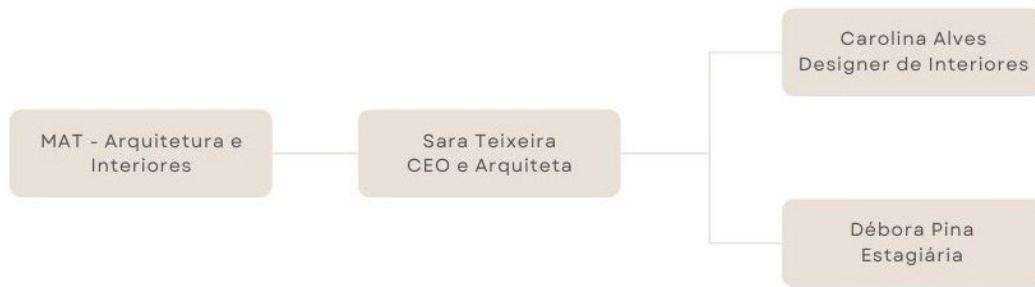 MAT - Arquitetura e
Interiores
Sara Teixeira
CEO e Arquiteta
Carolina Alves
Designer de Interiores
Débora Pina
Estagiária